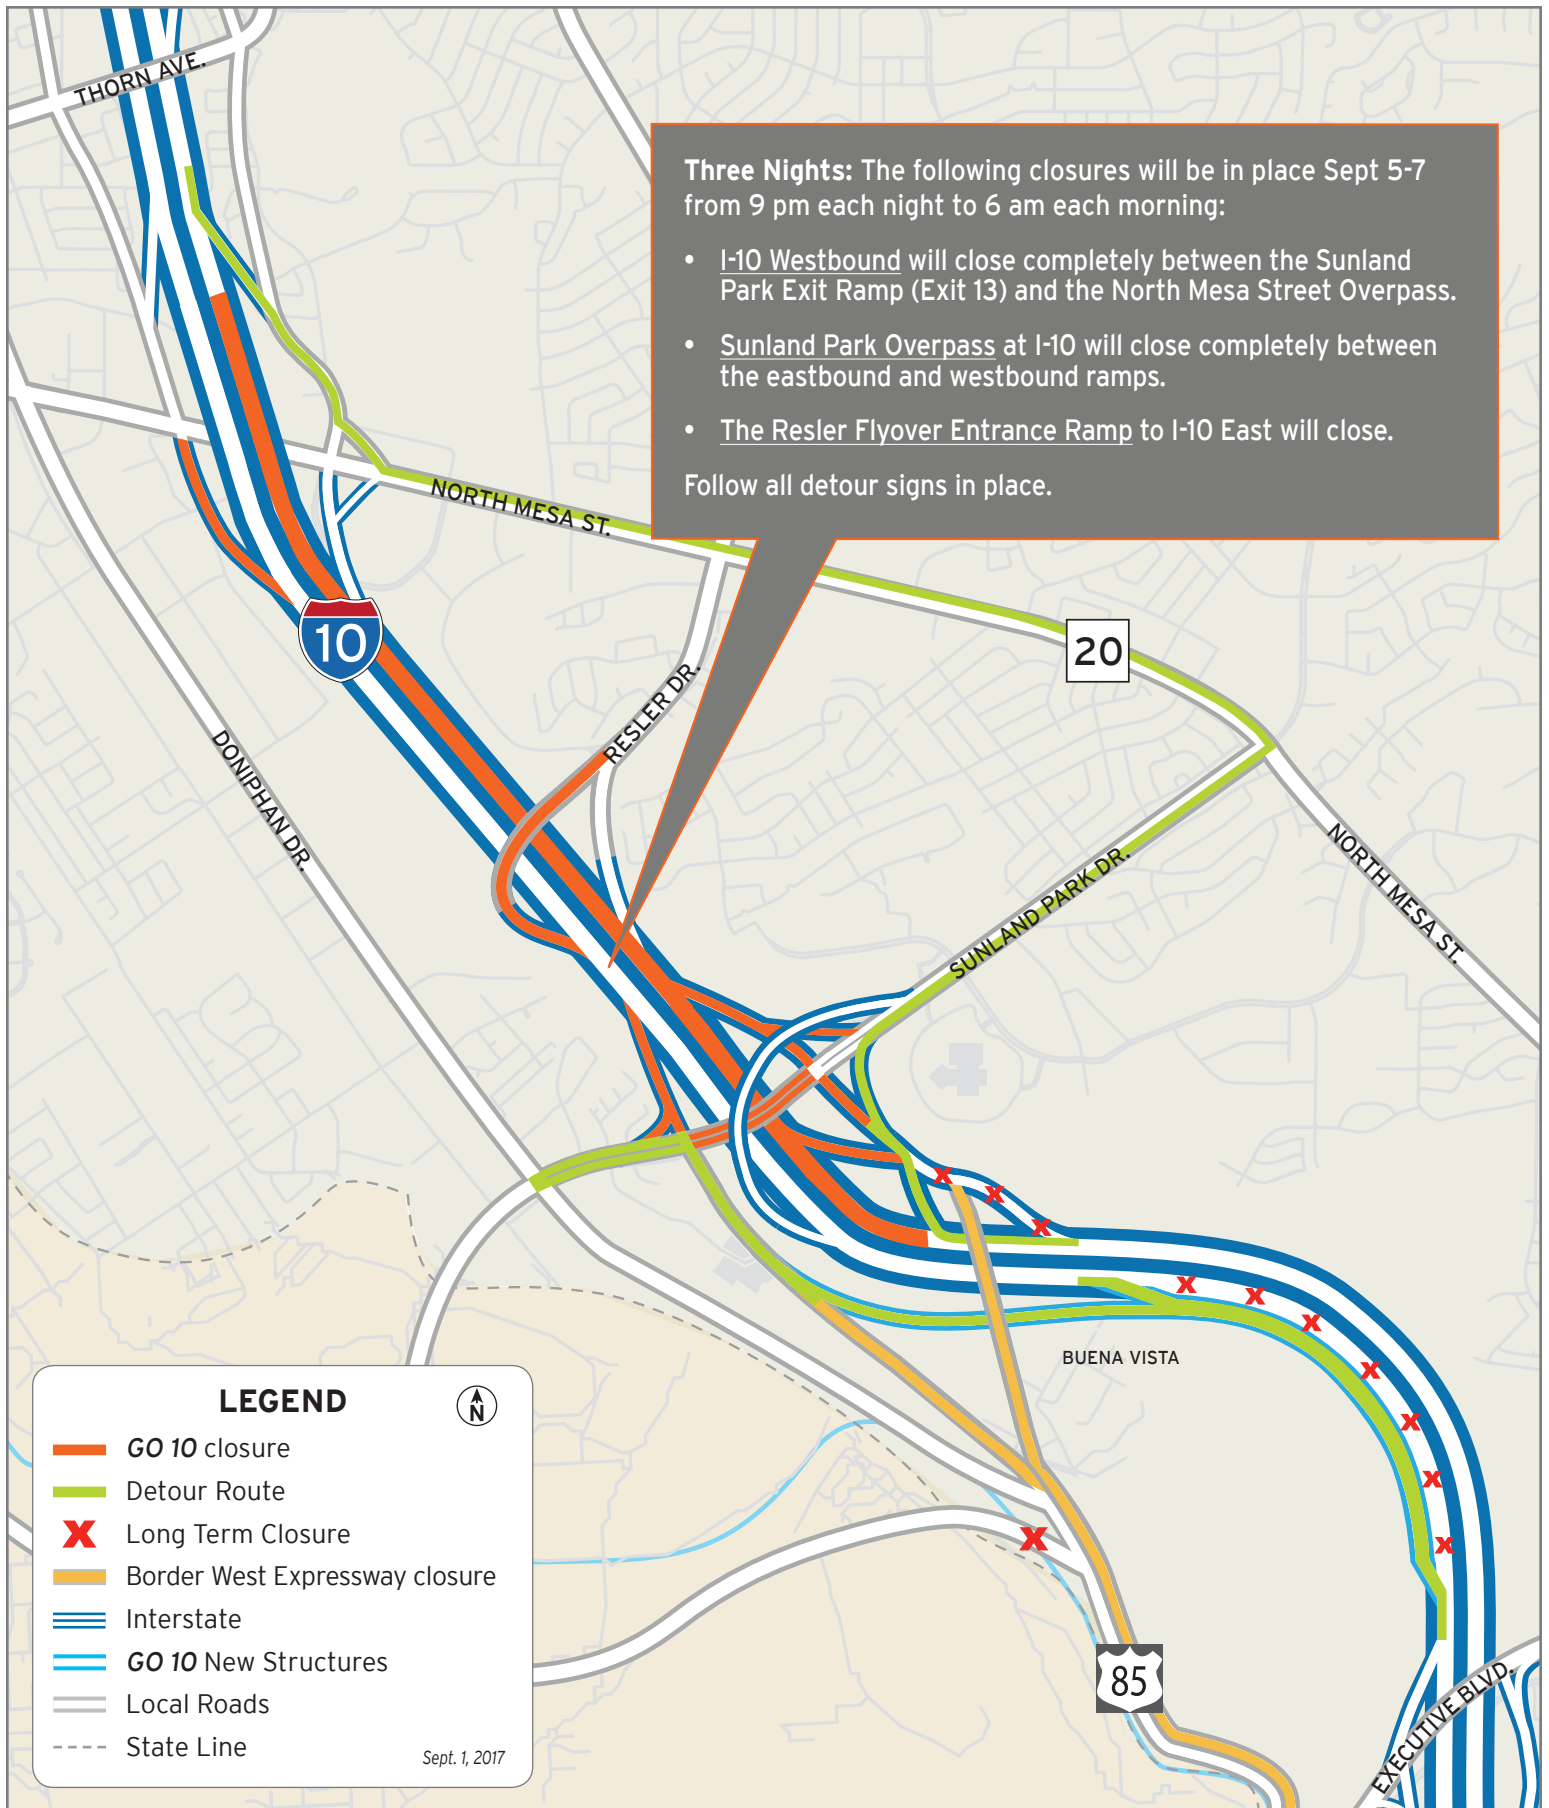 THORN AVE.
Three Nights: The following closures will be in place Sept 5-7
from 9 pm each night to 6 am each morning:
• I-10 Westbound will close completely between the Sunland
Park Exit Ramp (Exit 13) and the North Mesa Street Overpass.
• Sunland Park Overpass at I-10 will close completely between
the eastbound and westbound ramps.
• The Resler Flyover Entrance Ramp to I-10 East will close.
Follow all detour signs in place.
NORTH MESA ST.
10
20
RESLER DR.
DONIPHAN DR.
SUNLAND PARK DR.
NORTH MESA ST.
BUENA VISTA
LEGEND
N
GO 10 closure
Detour Route
X Long Term Closure
Border West Expressway closure
Interstate
GO 10 New Structures
Local Roads
State Line
Sept. 1, 2017
85
EXECUTIVE BLVD.